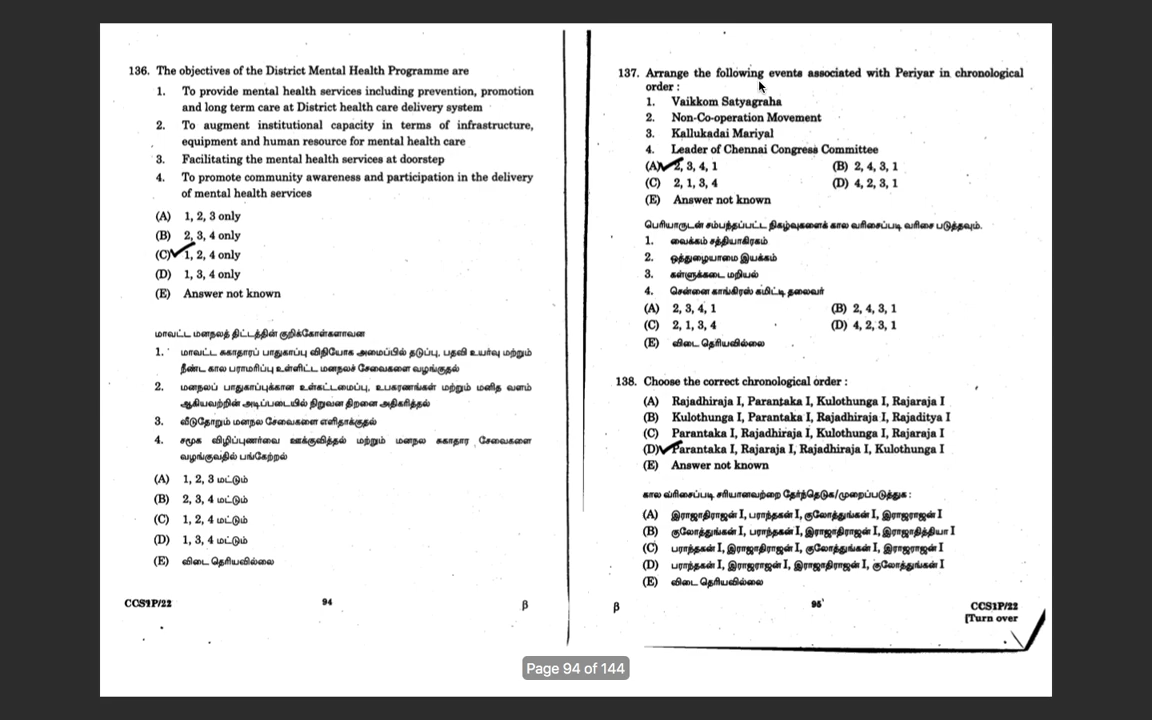 136. The objectives of the District Mental Health Programme are
1. To provide mental health services including prevention, promotion
and long term care at District health care delivery system
2. To augment institutional capacity in terms of infrastructure,
equipment and human resource for mental health care
3. Facilitating the mental health services at doorstep
4. To promote community awareness and participation in the delivery
of mental health services
(A) 1, 2, 3 only
(B) 2, 3, 4 only
(C) 1, 2, 4 only
(D) 1, 3, 4 only
(E) Answer not known
மாவட்ட மனநலத் திட்டத்தின் குறிக்கோள்களாவன
1. மாவட்ட சுகாதாரப் பாதுகாப்பு விநியோக அமைப்பில் தடுப்பு, பதவி உயர்வு மற்றும்
நீண்ட கால பராமரிப்பு உள்ளிட்ட மனநலச் சேவைகளை வழங்குதல்
2. மனநலப் பாதுகாப்புக்கான உள்கட்டமைப்பு, உபகரணங்கள் மற்றும் மனித வளம்
ஆகியவற்றின் அடிப்படையில் நிறுவன திறனை அதிகரித்தல்
3. வீடுதோறும் மனநல சேவைகளை எளிதாக்குதல்
4. சமூக விழிப்புணர்வை ஊக்குவித்தல் மற்றும் மனநல சுகாதார சேவைகளை
வழங்குவதில் பங்கேற்றல்
(A) 1, 2, 3 மட்டும்
(B) 2, 3, 4 மட்டும்
(C) 1, 2, 4 மட்டும்
(D) 1, 3, 4 மட்டும்
(E) விடை தெரியவில்லை
CCS1P/22 94 β
137. Arrange the following events associated with Periyar in chronological
order :
1. Vaikkom Satyagraha
2. Non-Co-operation Movement
3. Kallukadai Mariyal
4. Leader of Chennai Congress Committee
(A) 2, 3, 4, 1 (B) 2, 4, 3, 1
(C) 2, 1, 3, 4 (D) 4, 2, 3, 1
(E) Answer not known
பெரியாருடன் சம்பந்தப்பட்ட நிகழ்வுகளைக் கால வரிசைப்படி வரிசை படுத்தவும்.
1. வைக்கம் சத்தியாகிரகம்
2. ஒத்துழையாமை இயக்கம்
3. கள்ளுக்கடை மறியல்
4. சென்னை காங்கிரஸ் கமிட்டி தலைவர்
(A) 2, 3, 4, 1 (B) 2, 4, 3, 1
(C) 2, 1, 3, 4 (D) 4, 2, 3, 1
(E) விடை தெரியவில்லை
138. Choose the correct chronological order :
(A) Rajadhiraja I, Parantaka I, Kulothunga I, Rajaraja I
(B) Kulothunga I, Parantaka I, Rajadhiraja I, Rajaditya I
(C) Parantaka I, Rajadhiraja I, Kulothunga I, Rajaraja I
(D) Parantaka I, Rajaraja I, Rajadhiraja I, Kulothunga I
(E) Answer not known
கால வரிசைப்படி சரியானவற்றை தேர்ந்தெடுக/முறைப்படுத்துக :
(A) இராஜாதிராஜன் I, பராந்தகன் I, குலோத்துங்கன் I, இராஜராஜன் I
(B) குலோத்துங்கன் I, பராந்தகன் I, இராஜாதிராஜன் I, இராஜாதித்தியா I
(C) பராந்தகன் I, இராஜாதிராஜன் I, குலோத்துங்கன் I, இராஜராஜன் I
(D) பராந்தகன் I, இராஜராஜன் I, இராஜாதிராஜன் I, குலோத்துங்கன் I
(E) விடை தெரியவில்லை
β 95 CCS1P/22
[Turn over
Page 94 of 144